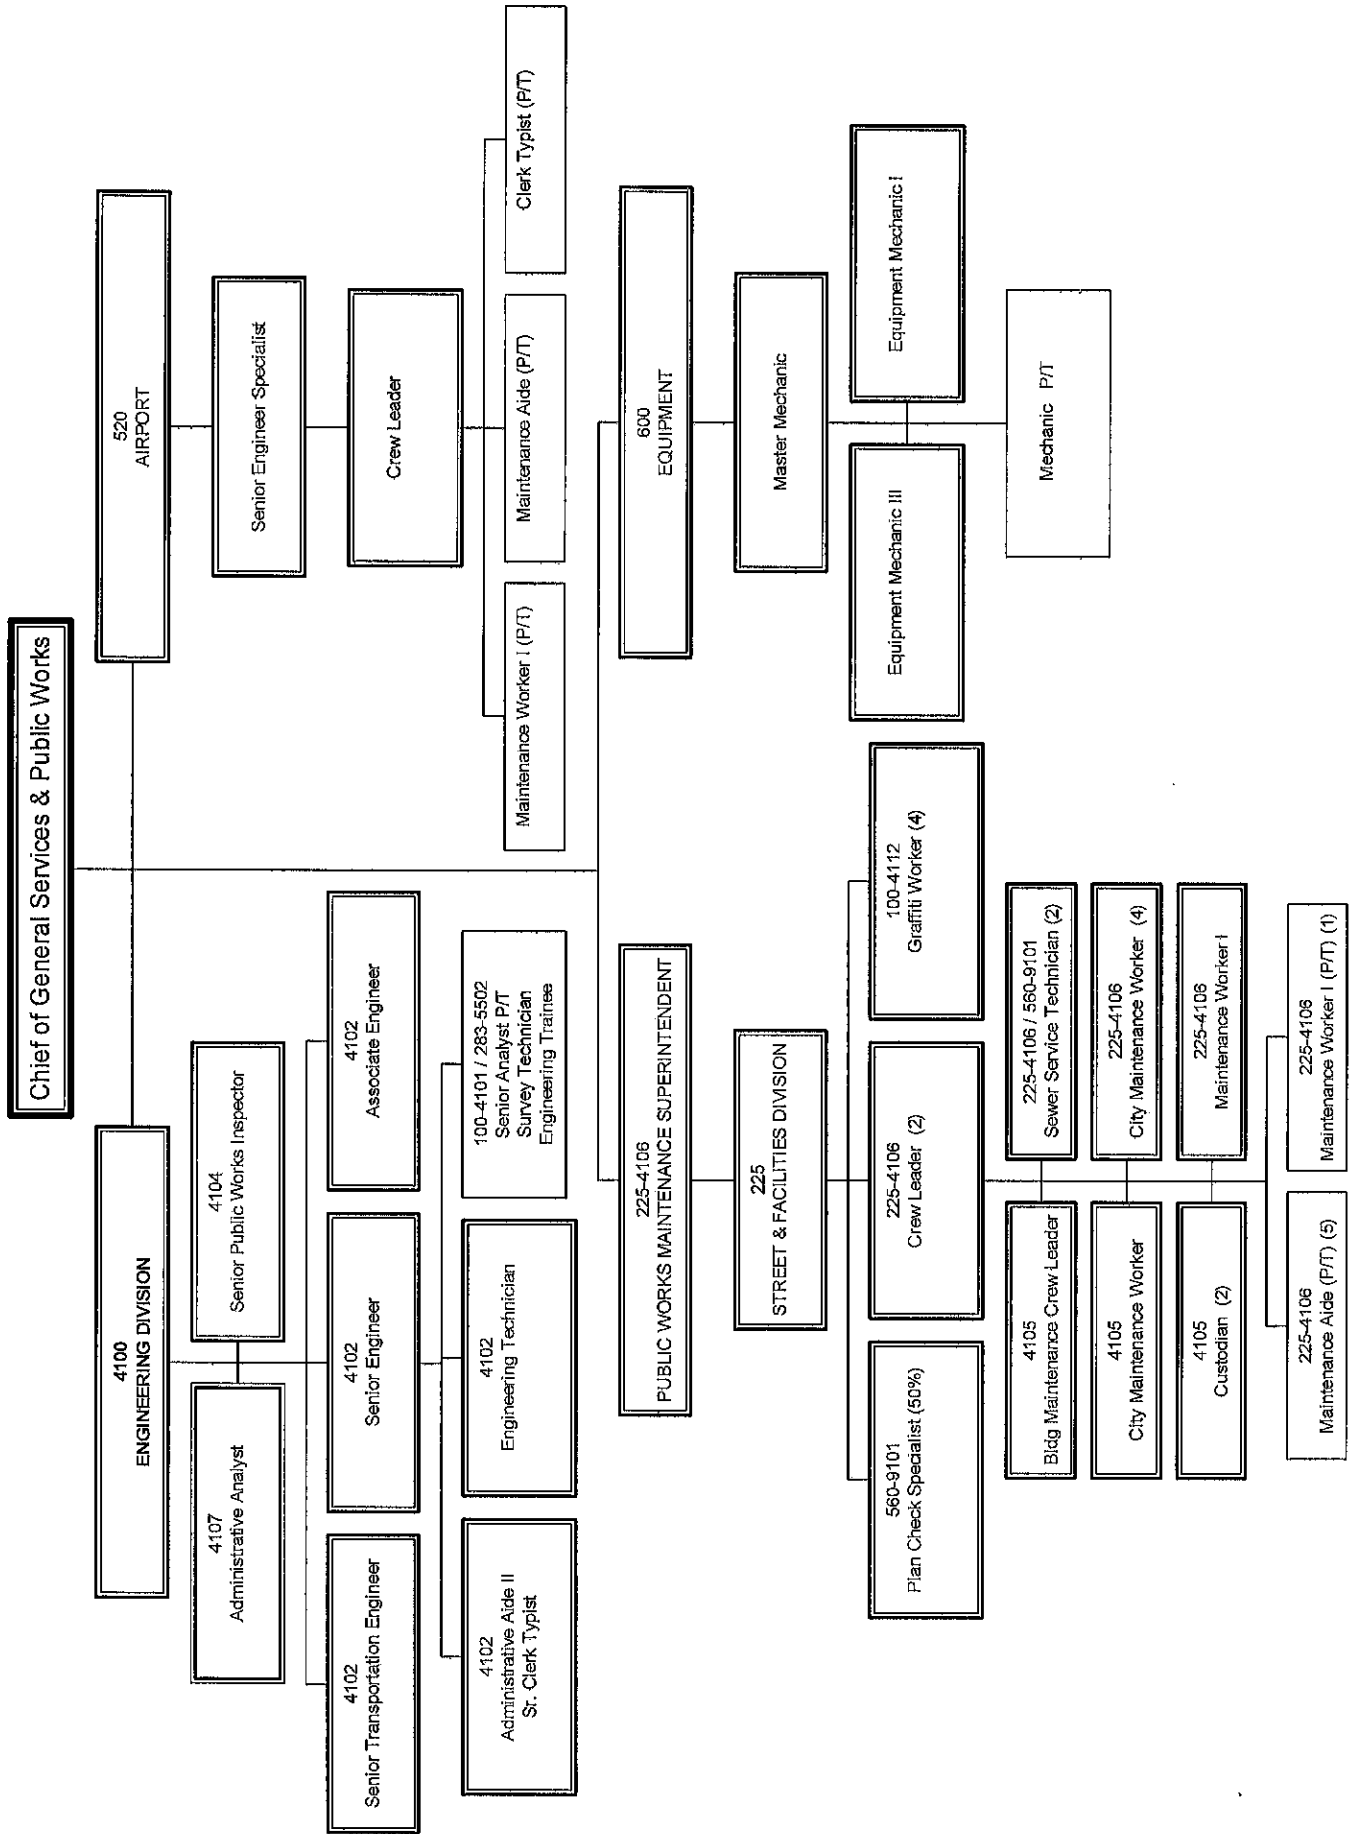 Chief of General Services & Public Works
4100
ENGINEERING DIVISION
520
AIRPORT
4107
Administrative Analyst
4104
Senior Public Works Inspector
Senior Engineer Specialist
4102
Senior Transportation Engineer
4102
Senior Engineer
4102
Associate Engineer
Crew Leader
4102
Administrative Aide II
Sr. Clerk Typist
4102
Engineering Technician
100-4101 / 283-5502
Senior Analyst P/T
Survey Technician
Engineering Trainee
Maintenance Worker I (P/T)
Maintenance Aide (P/T)
Clerk Typist (P/T)
225-4106
PUBLIC WORKS MAINTENANCE SUPERINTENDENT
600
EQUIPMENT
225
STREET & FACILITIES DIVISION
Master Mechanic
560-9101
Plan Check Specialist (50%)
225-4106
Crew Leader (2)
100-4112
Graffiti Worker (4)
Equipment Mechanic III
Equipment Mechanic I
4105
Bldg Maintenance Crew Leader
225-4106 / 560-9101
Sewer Service Technician (2)
Mechanic P/T
4105
City Maintenance Worker
225-4106
City Maintenance Worker (4)
4105
Custodian (2)
225-4106
Maintenance Worker I
225-4106
Maintenance Aide (P/T) (5)
225-4106
Maintenance Worker I (P/T) (1)